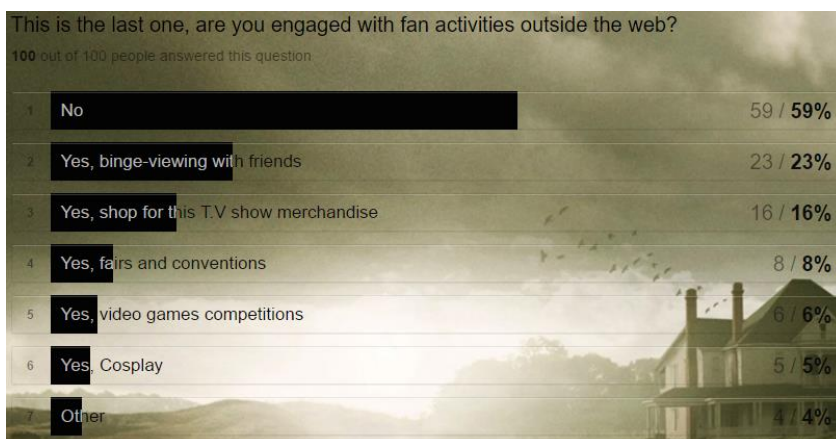 This is the last one, are you engaged with fan activities outside the web?
100 out of 100 people answered this question
1 No 59 / 59%
2 Yes, binge-viewing with friends 23 / 23%
3 Yes, shop for this T.V show merchandise 16 / 16%
4 Yes, fairs and conventions 8 / 8%
5 Yes, video games competitions 6 / 6%
6 Yes, Cosplay 5 / 5%
7 Other 4 / 4%